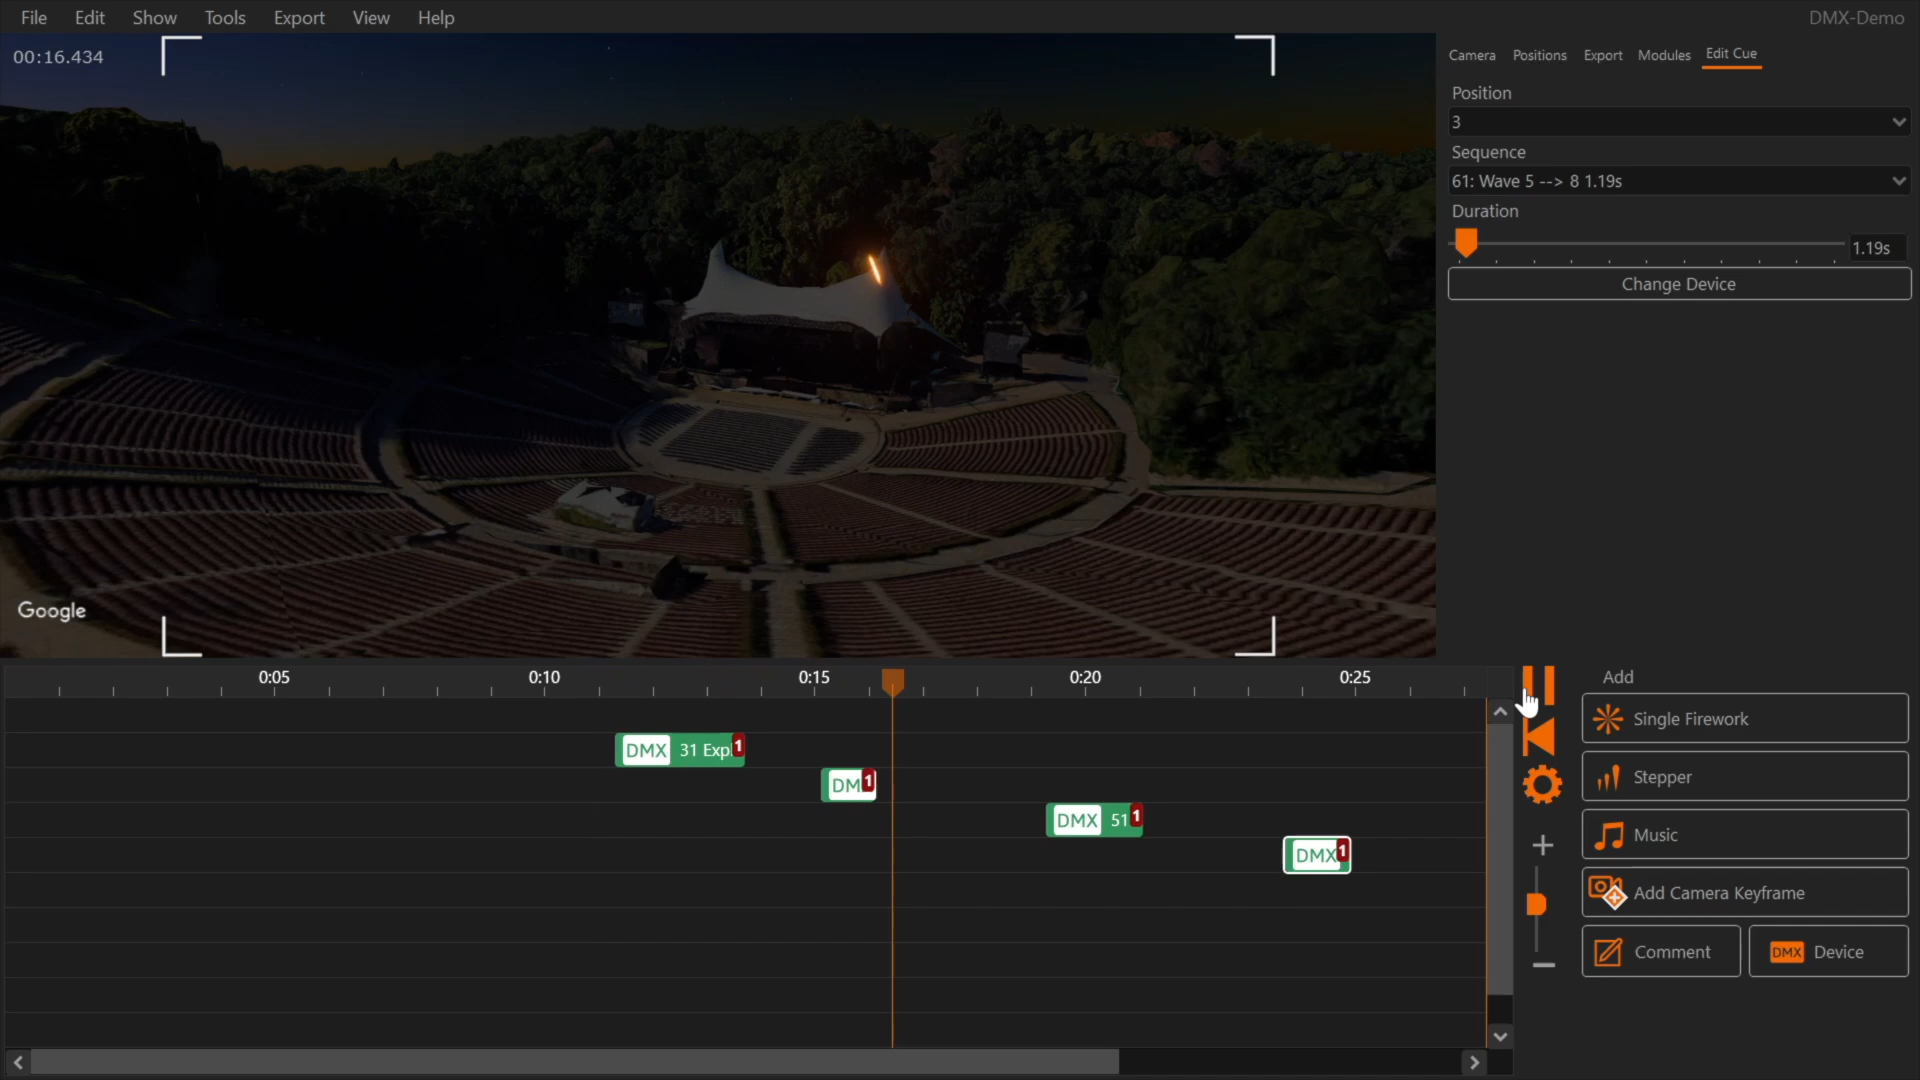 File Edit Show Tools Export View Help DMX-Demo
00:16.434
Google
Camera Positions Export Modules Edit Cue
Position
3
Sequence
61: Wave 5 --> 8 1.19s
Duration
1.19s
Change Device
0:05 0:10 0:15 0:20 0:25
DMX 31 Exp 1
DM 1
DMX 51 1
DMX 1
Add
Single Firework
Stepper
Music
Add Camera Keyframe
Comment
DMX Device